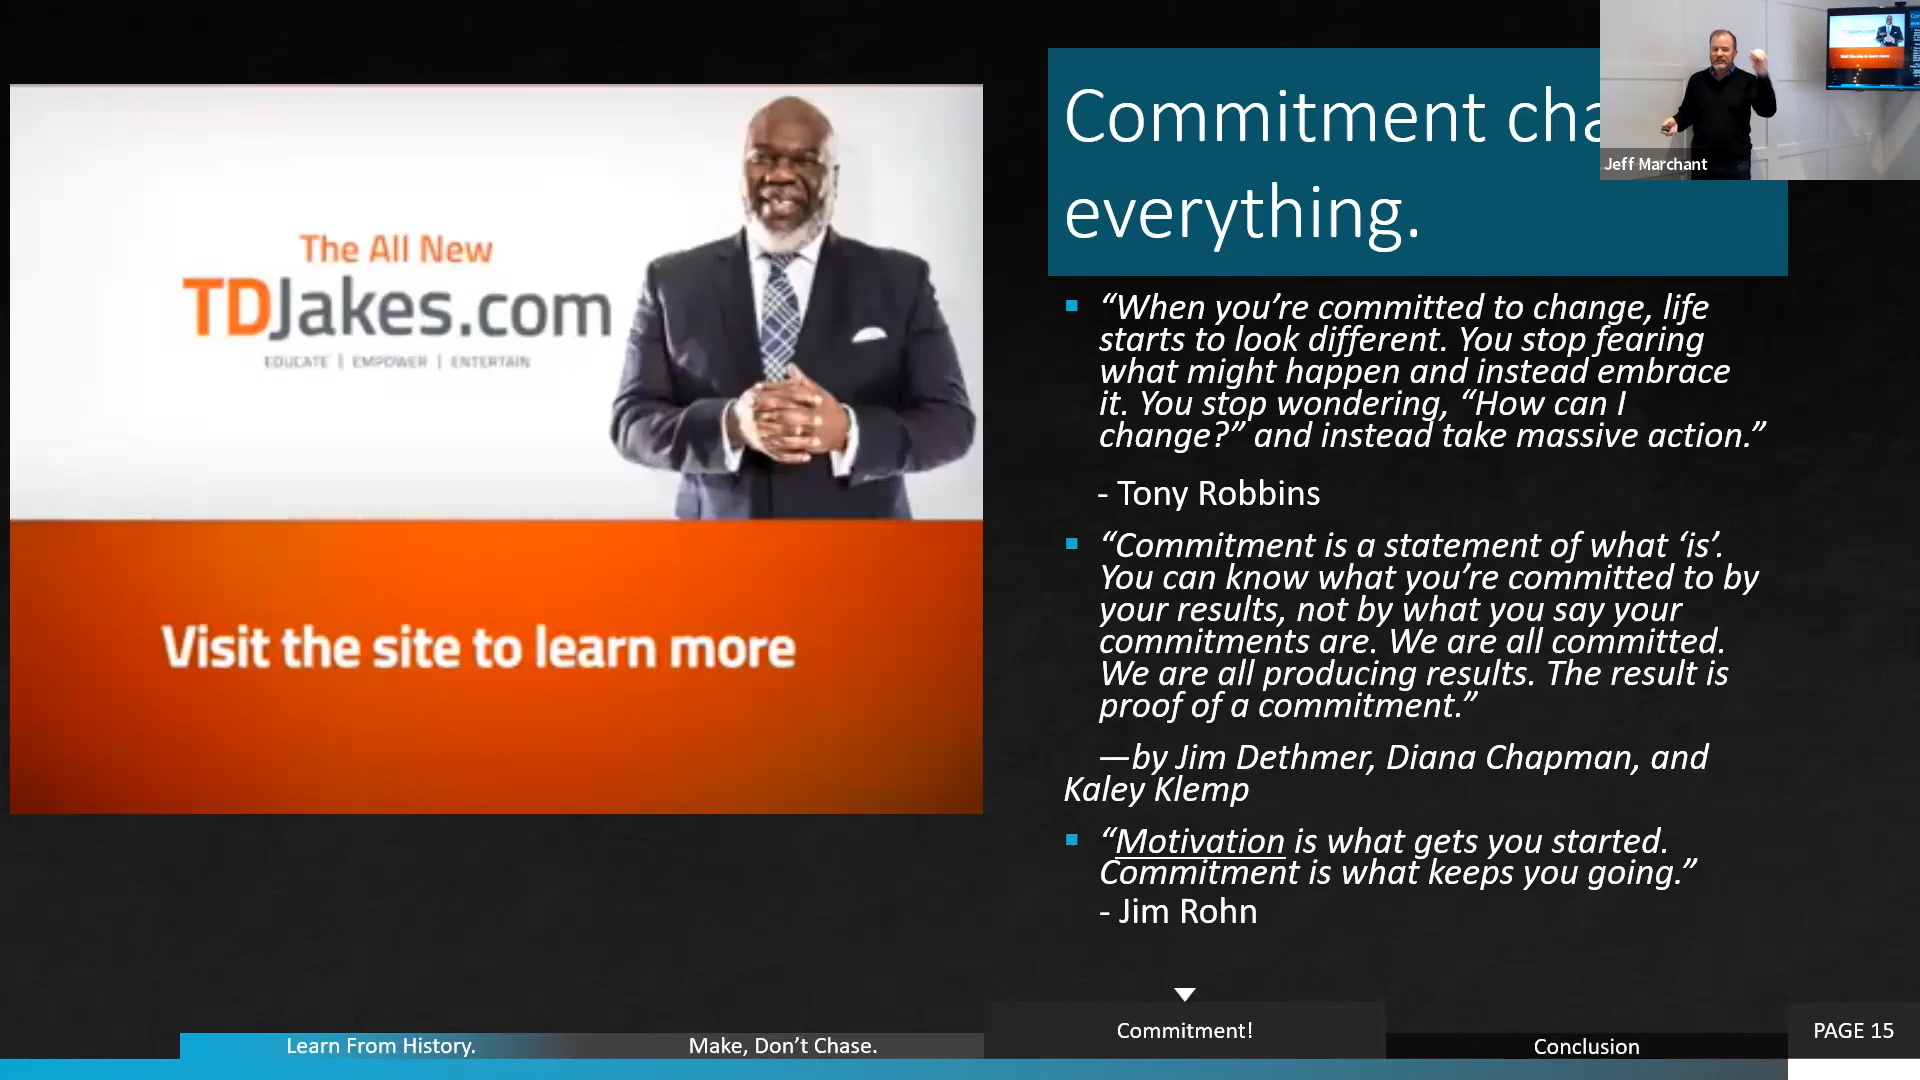 The All New
TDJakes.com
EDUCATE | EMPOWER | ENTERTAIN
Visit the site to learn more
Commitment cha
everything.
Jeff Marchant
“When you’re committed to change, life
starts to look different. You stop fearing
what might happen and instead embrace
it. You stop wondering, “How can I
change?” and instead take massive action.”
- Tony Robbins
“Commitment is a statement of what ‘is’.
You can know what you’re committed to by
your results, not by what you say your
commitments are. We are all committed.
We are all producing results. The result is
proof of a commitment.”
—by Jim Dethmer, Diana Chapman, and
Kaley Klemp
“Motivation is what gets you started.
Commitment is what keeps you going.”
- Jim Rohn
Learn From History.
Make, Don’t Chase.
Commitment!
Conclusion
PAGE 15